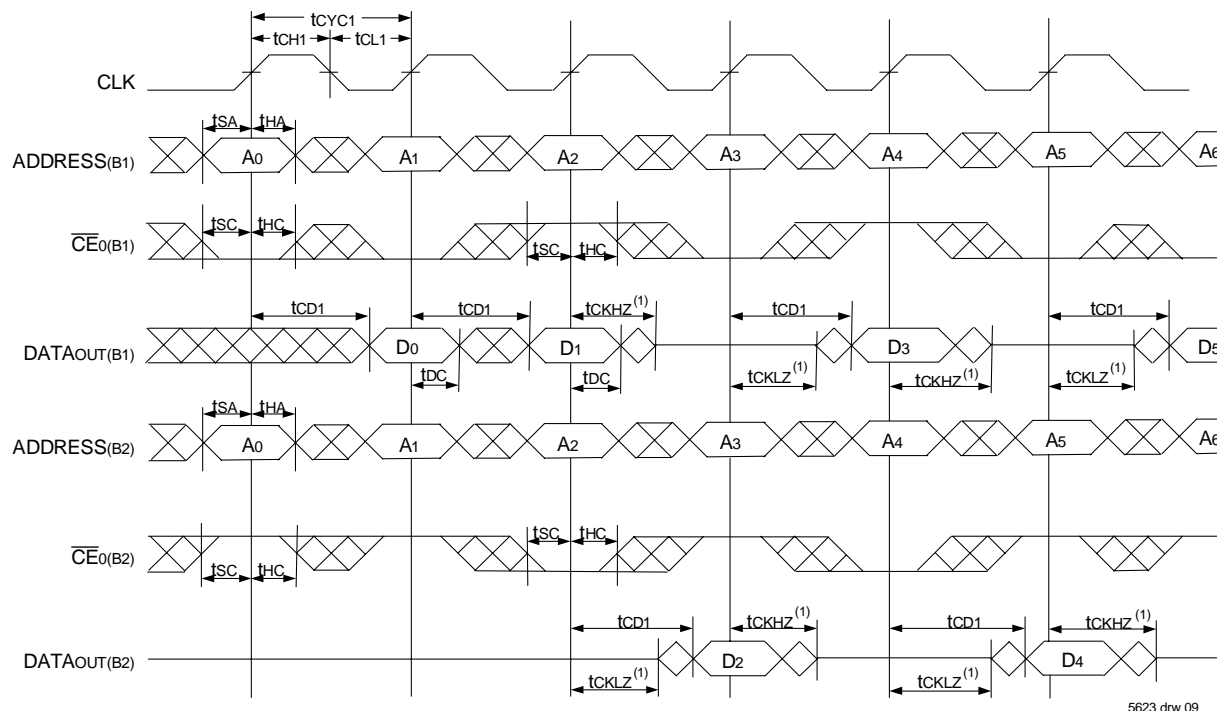 tCYC1
tCH1 tCL1
CLK
tSA tHA
ADDRESS(B1) A0 A1 A2 A3 A4 A5 A6
tSC tHC
CE0(B1)
tSC tHC
tCD1 tCD1 tCKHZ(1) tCD1 tCD1
DATAOUT(B1) D0 D1 D3 D5
tDC tDC tCKLZ(1) tCKHZ(1) tCKLZ(1)
tSA tHA
ADDRESS(B2) A0 A1 A2 A3 A4 A5 A6
tSC tHC
CE0(B2)
tSC tHC
tCD1 tCKHZ(1) tCD1 tCKHZ(1)
DATAOUT(B2) D2 D4
tCKLZ(1) tCKLZ(1)
5623 drw 09